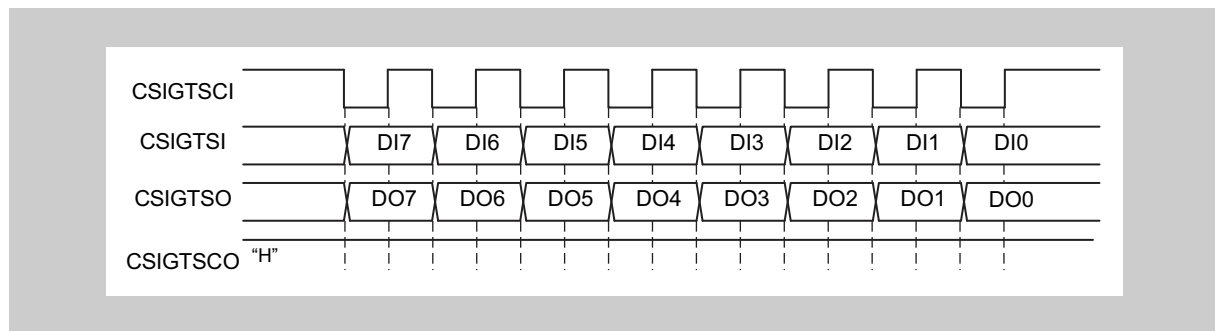 CSIGTSCI
CSIGTSI DI7 DI6 DI5 DI4 DI3 DI2 DI1 DI0
CSIGTSO DO7 DO6 DO5 DO4 DO3 DO2 DO1 DO0
CSIGTSCO “H”